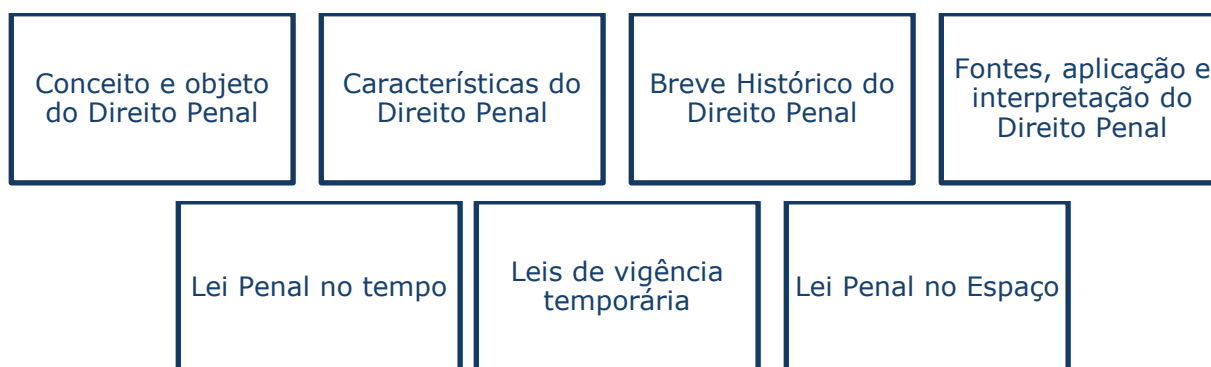 Conceito e objeto
do Direito Penal
Características do
Direito Penal
Breve Histórico do
Direito Penal
Fontes, aplicação e
interpretação do
Direito Penal
Lei Penal no tempo
Leis de vigência
temporária
Lei Penal no Espaço